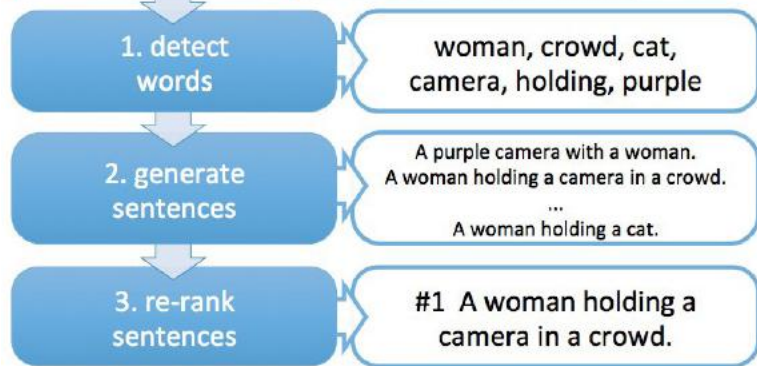 1. detect
words
woman, crowd, cat,
camera, holding, purple
2. generate
sentences
A purple camera with a woman.
A woman holding a camera in a crowd.
...
A woman holding a cat.
3. re-rank
sentences
#1 A woman holding a
camera in a crowd.